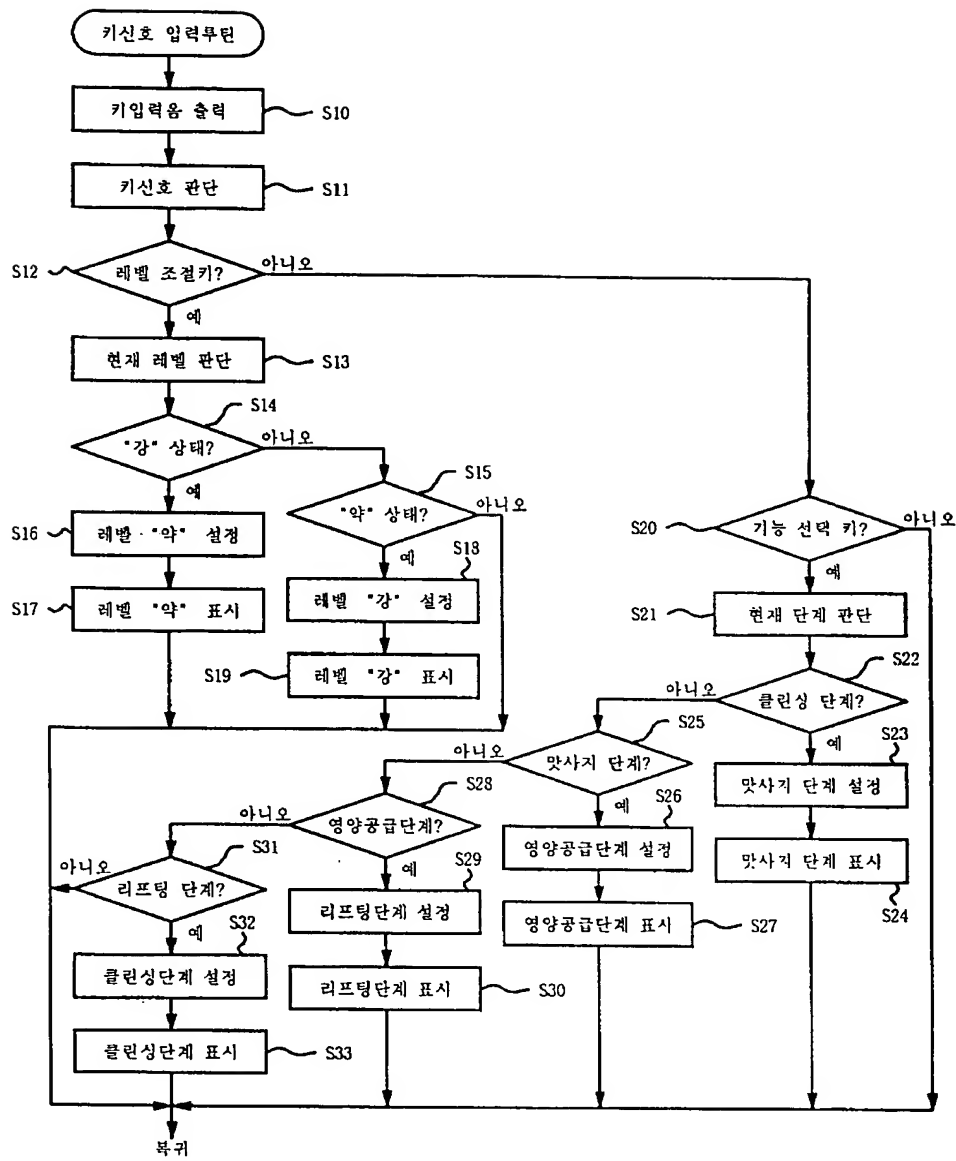 키신호 입력루틴
키입력음 출력
S10
키신호 판단
S11
S12
레벨 조절키?
아니오
예
현재 레벨 판단
S13
S14
"강" 상태?
아니오
예
S15
"약" 상태?
아니오
예
S16
레벨 "약" 설정
S17
레벨 "약" 표시
S18
레벨 "강" 설정
S19
레벨 "강" 표시
S20
기능 선택 키?
아니오
예
S21
현재 단계 판단
S22
클린싱 단계?
아니오
예
S23
맛사지 단계 설정
맛사지 단계 표시
S24
S25
맛사지 단계?
아니오
예
S26
영양공급단계 설정
영양공급단계 표시
S27
S28
영양공급단계?
아니오
예
S29
리프팅단계 설정
리프팅단계 표시
S30
S31
리프팅 단계?
아니오
예
S32
클린싱단계 설정
클린싱단계 표시
S33
복귀